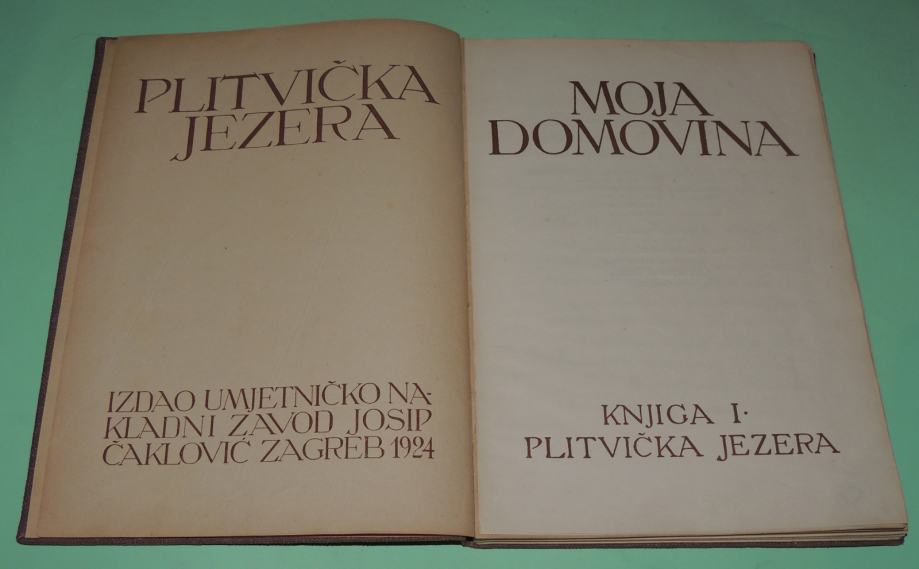 PLITVIČKA
JEZERA
IZDAO UMJETNIČKO NA-
KLADNI ZAVOD JOSIP
ČAKLOVIĆ ZAGREB 1924
MOJA
DOMOVINA
KNJIGA I·
PLITVIČKA JEZERA